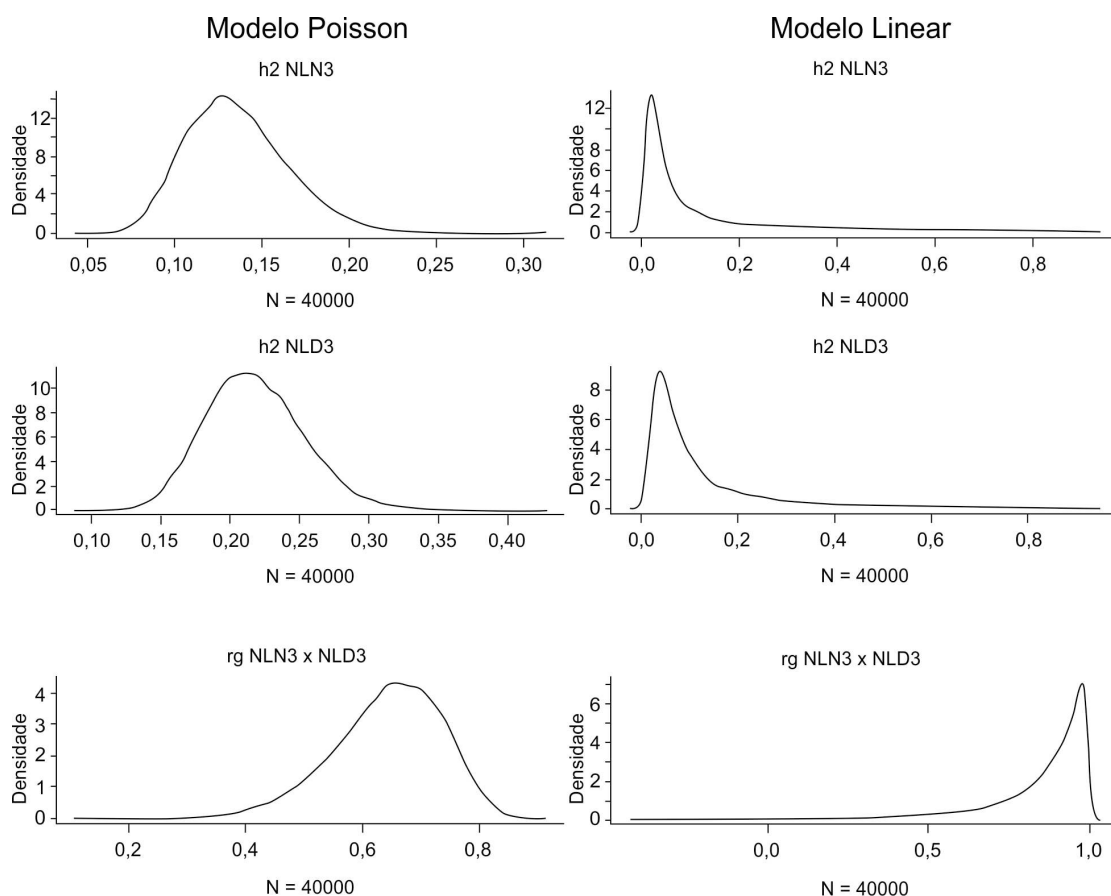 Modelo Poisson
h2 NLN3
Densidade
12
8
4
0
0,05 0,10 0,15 0,20 0,25 0,30
N = 40000
h2 NLD3
Densidade
10
8
6
4
2
0
0,10 0,15 0,20 0,25 0,30 0,35 0,40
N = 40000
rg NLN3 x NLD3
Densidade
4
3
2
1
0
0,2 0,4 0,6 0,8
N = 40000
Modelo Linear
h2 NLN3
Densidade
12
10
8
6
4
2
0
0,0 0,2 0,4 0,6 0,8
N = 40000
h2 NLD3
Densidade
8
6
4
2
0
0,0 0,2 0,4 0,6 0,8
N = 40000
rg NLN3 x NLD3
Densidade
6
4
2
0
0,0 0,5 1,0
N = 40000